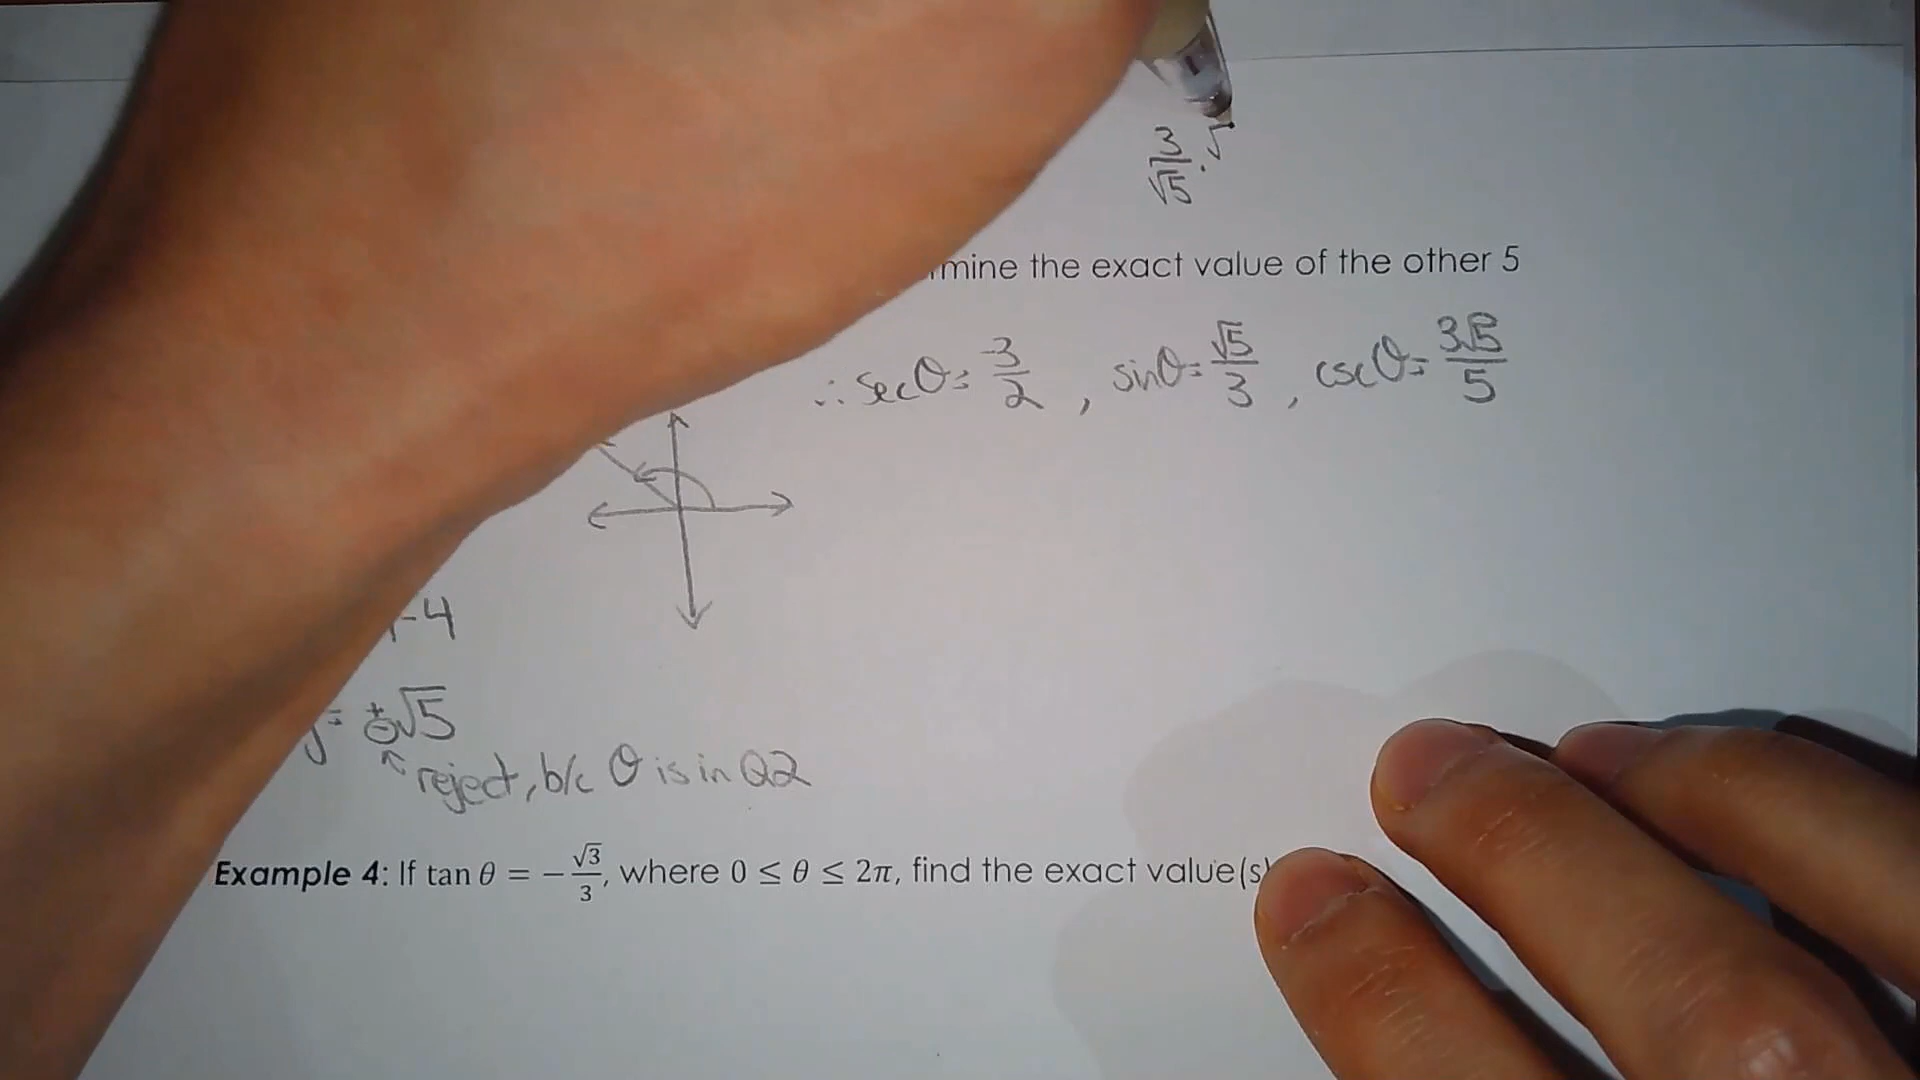 3/√5 ·
mine the exact value of the other 5
∴ secθ = -3/2 , sinθ = √5/3 , cscθ = 3√5/5
-4
y = ±√5
reject, b/c θ is in Q2
Example 4: If tan θ = −√3/3, where 0 ≤ θ ≤ 2π, find the exact value(s)